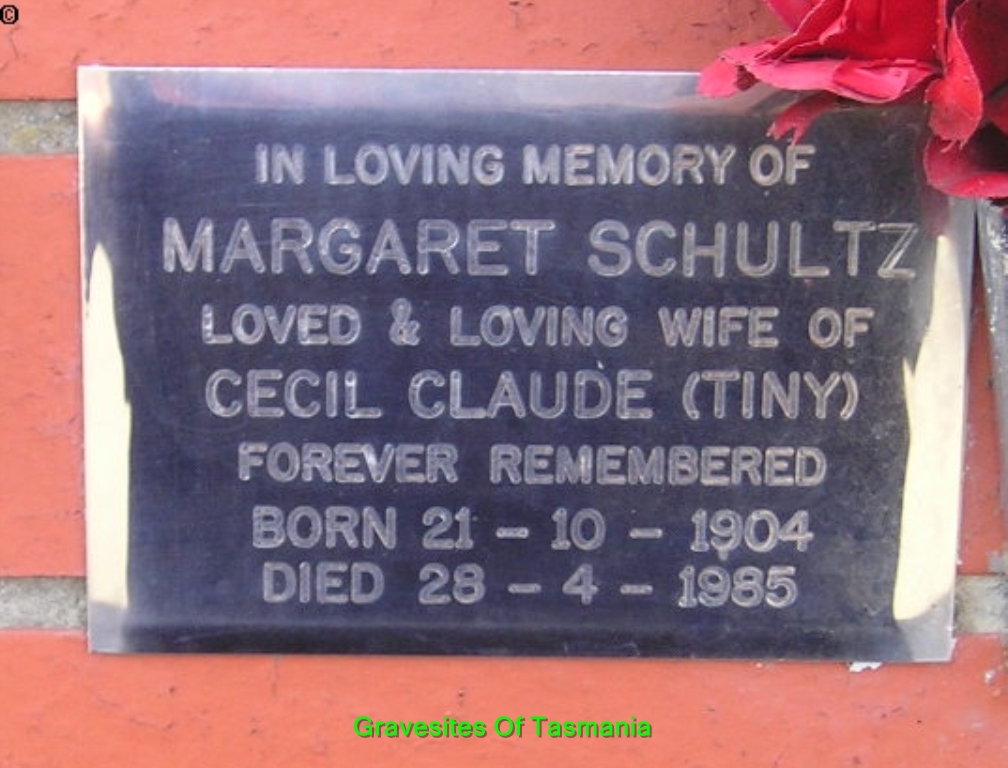 ©
IN LOVING MEMORY OF
MARGARET SCHULTZ
LOVED & LOVING WIFE OF
CECIL CLAUDE (TINY)
FOREVER REMEMBERED
BORN 21 - 10 - 1904
DIED 28 - 4 - 1985
Gravesites Of Tasmania